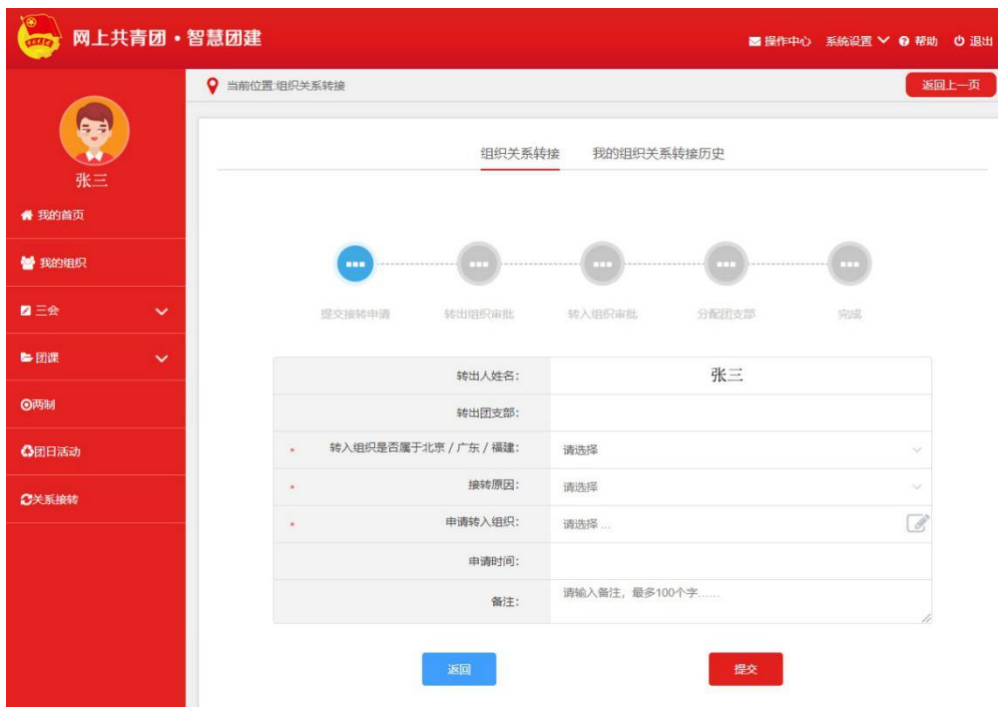 网上共青团·智慧团建
操作中心 系统设置 帮助 退出
当前位置:组织关系转接
返回上一页
张三
我的首页
我的组织
三会
团课
两制
团日活动
关系接转
组织关系转接 我的组织关系转接历史
提交接转申请 转出组织审批 转入组织审批 分配团支部 完成
转出人姓名: 张三
转出团支部:
* 转入组织是否属于北京 / 广东 / 福建: 请选择
* 接转原因: 请选择
* 申请转入组织: 请选择 ...
申请时间:
备注: 请输入备注,最多100个字......
返回 提交